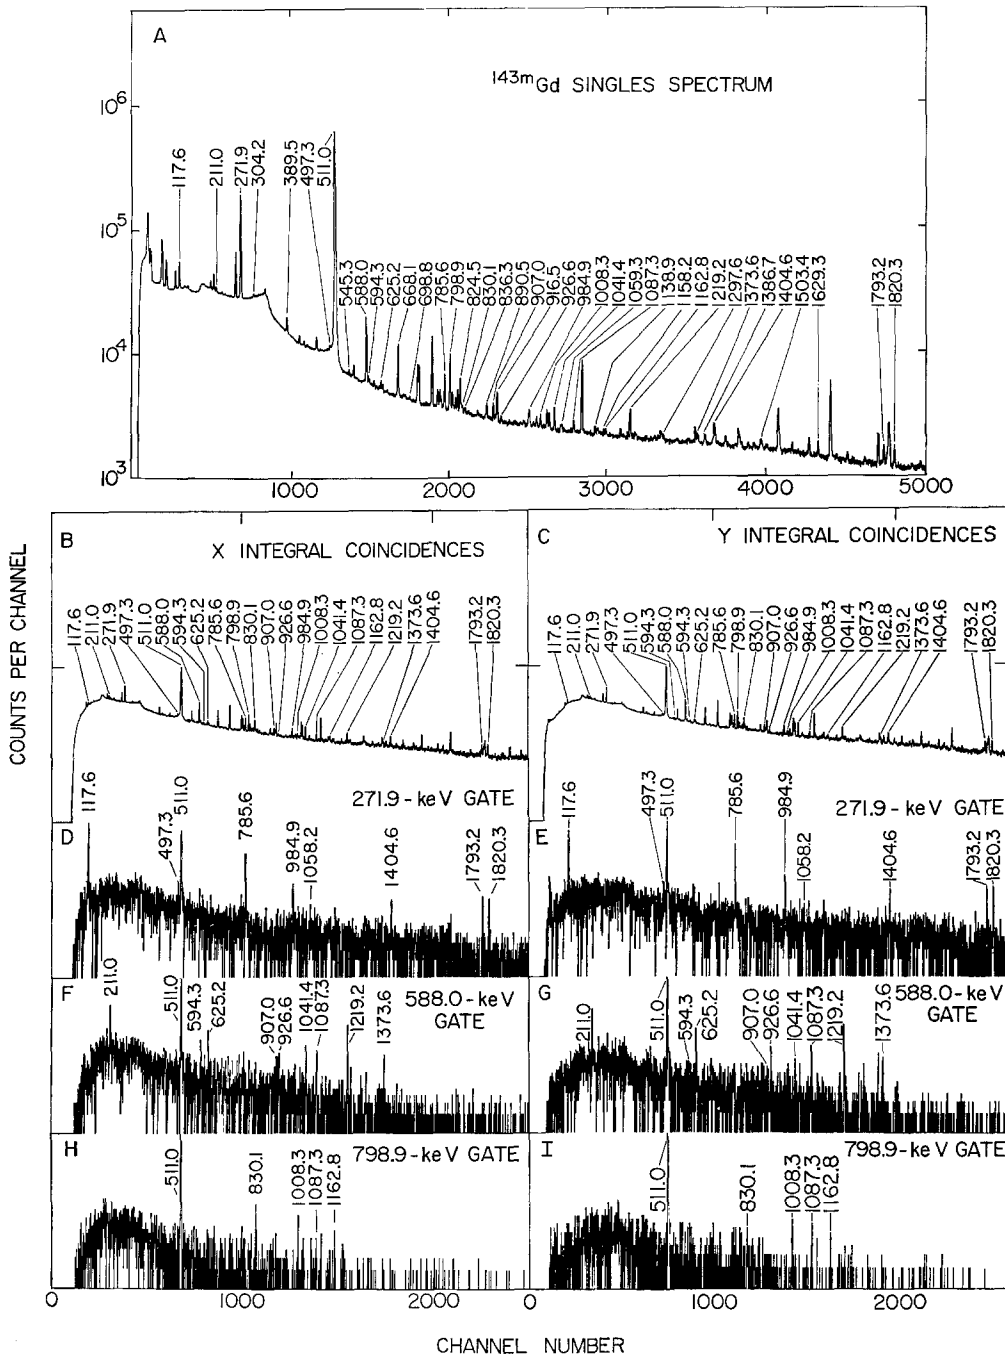 A
143mGd SINGLES SPECTRUM
10^6
10^5
10^4
10^3
117.6 211.0 271.9 304.2 389.5 497.3 511.0
545.3 588.0 594.3 625.2 668.1 698.8 785.6 798.9 824.5 830.1 836.3 890.5 907.0 916.5 926.6 984.9 1008.3 1041.4 1059.3 1087.3 1138.9 1158.2 1162.8 1219.2 1297.6 1373.6 1386.7 1404.6 1503.4 1629.3 1793.2 1820.3
1000 2000 3000 4000 5000
COUNTS PER CHANNEL
B
X INTEGRAL COINCIDENCES
117.6 211.0 271.9 497.3 511.0 588.0 594.3 625.2 785.6 798.9 830.1 907.0 926.6 984.9 1008.3 1041.4 1087.3 1162.8 1219.2 1373.6 1404.6 1793.2 1820.3
C
Y INTEGRAL COINCIDENCES
117.6 211.0 271.9 497.3 511.0 594.3 588.0 594.3 625.2 785.6 798.9 830.1 907.0 926.6 984.9 1008.3 1041.4 1087.3 1162.8 1219.2 1373.6 1404.6 1793.2 1820.3
D
271.9-keV GATE
117.6 497.3 511.0 785.6 984.9 1058.2 1404.6 1793.2 1820.3
E
271.9-keV GATE
117.6 497.3 511.0 785.6 984.9 1058.2 1404.6 1793.2 1820.3
F
588.0-keV
GATE
211.0 511.0 594.3 625.2 907.0 926.6 1041.4 1087.3 1219.2 1373.6
G
588.0-keV
GATE
211.0 511.0 594.3 625.2 907.0 926.6 1041.4 1087.3 1219.2 1373.6
H
798.9-keV GATE
511.0 830.1 1008.3 1087.3 1162.8
I
798.9-keV GATE
511.0 830.1 1008.3 1087.3 1162.8
0 1000 2000 0 1000 2000
CHANNEL NUMBER